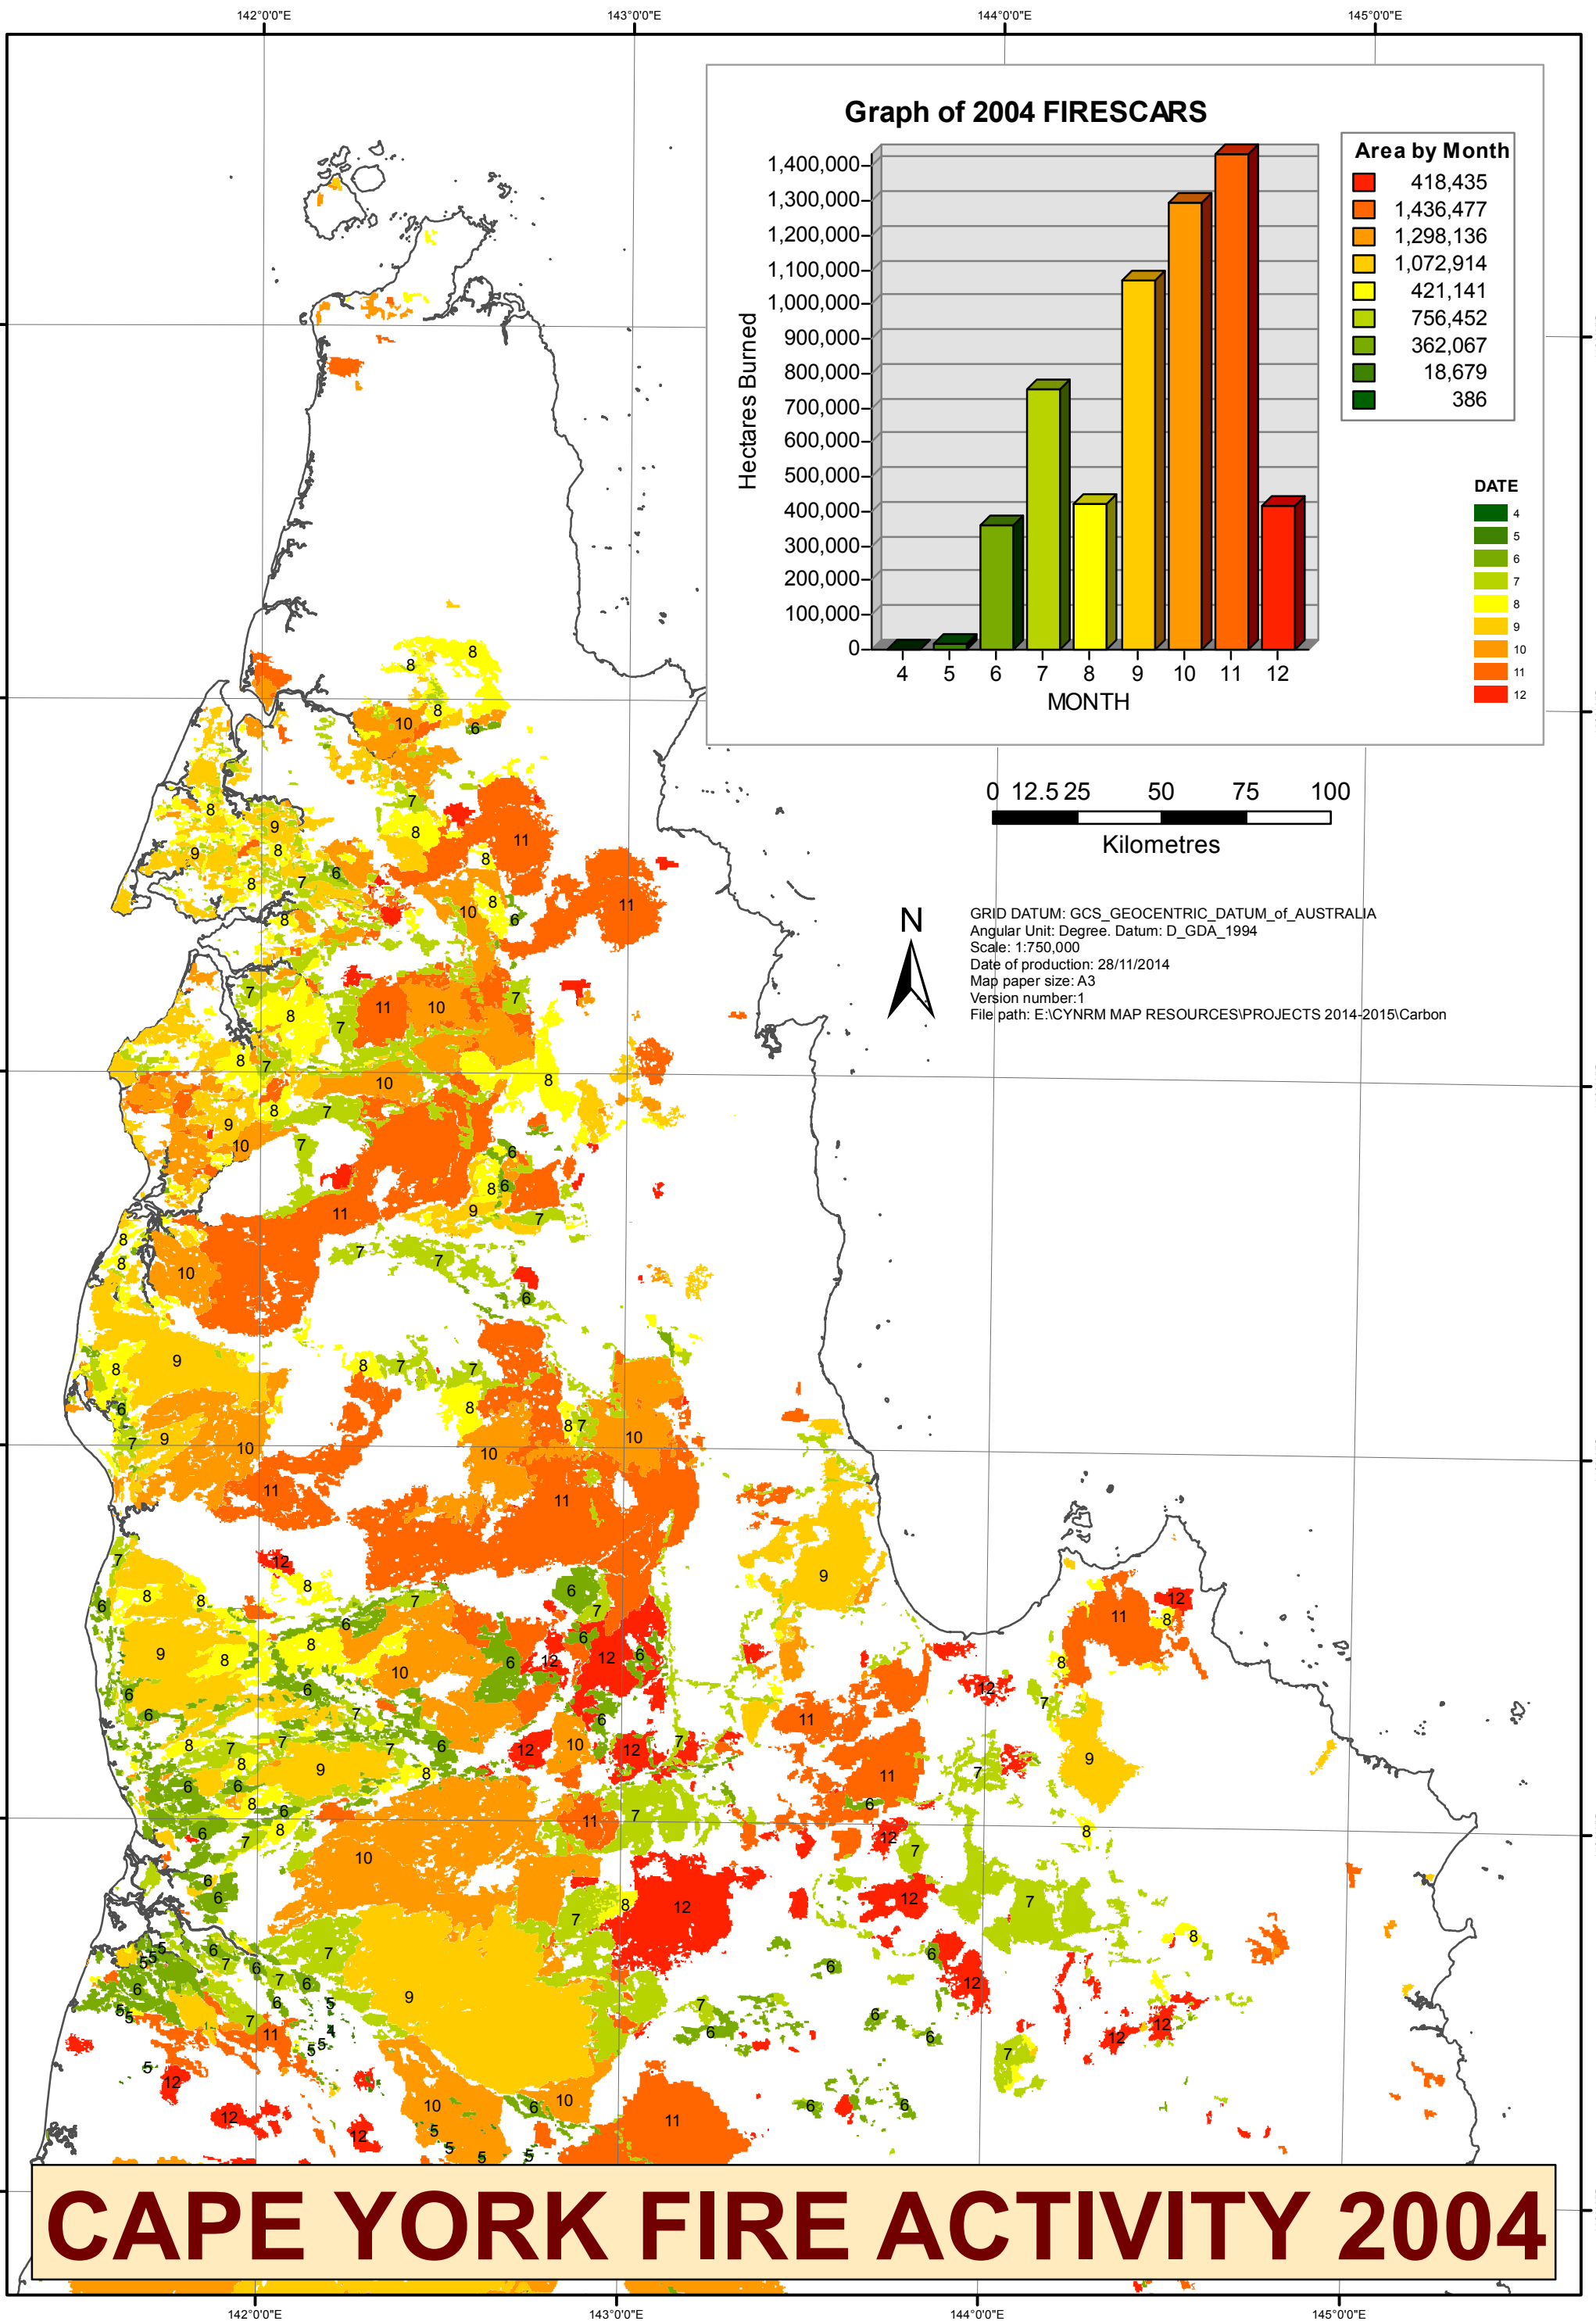 142°0'0"E 143°0'0"E 144°0'0"E 145°0'0"E
Graph of 2004 FIRESCARS
Hectares Burned
1,400,000
1,300,000
1,200,000
1,100,000
1,000,000
900,000
800,000
700,000
600,000
500,000
400,000
300,000
200,000
100,000
0
4 5 6 7 8 9 10 11 12
MONTH
Area by Month
418,435
1,436,477
1,298,136
1,072,914
421,141
756,452
362,067
18,679
386
DATE
4
5
6
7
8
9
10
11
12
0 12.5 25 50 75 100
Kilometres
N
GRID DATUM: GCS_GEOCENTRIC_DATUM_of_AUSTRALIA
Angular Unit: Degree. Datum: D_GDA_1994
Scale: 1:750,000
Date of production: 28/11/2014
Map paper size: A3
Version number:1
File path: E:\CYNRM MAP RESOURCES\PROJECTS 2014-2015\Carbon
CAPE YORK FIRE ACTIVITY 2004
142°0'0"E 143°0'0"E 144°0'0"E 145°0'0"E